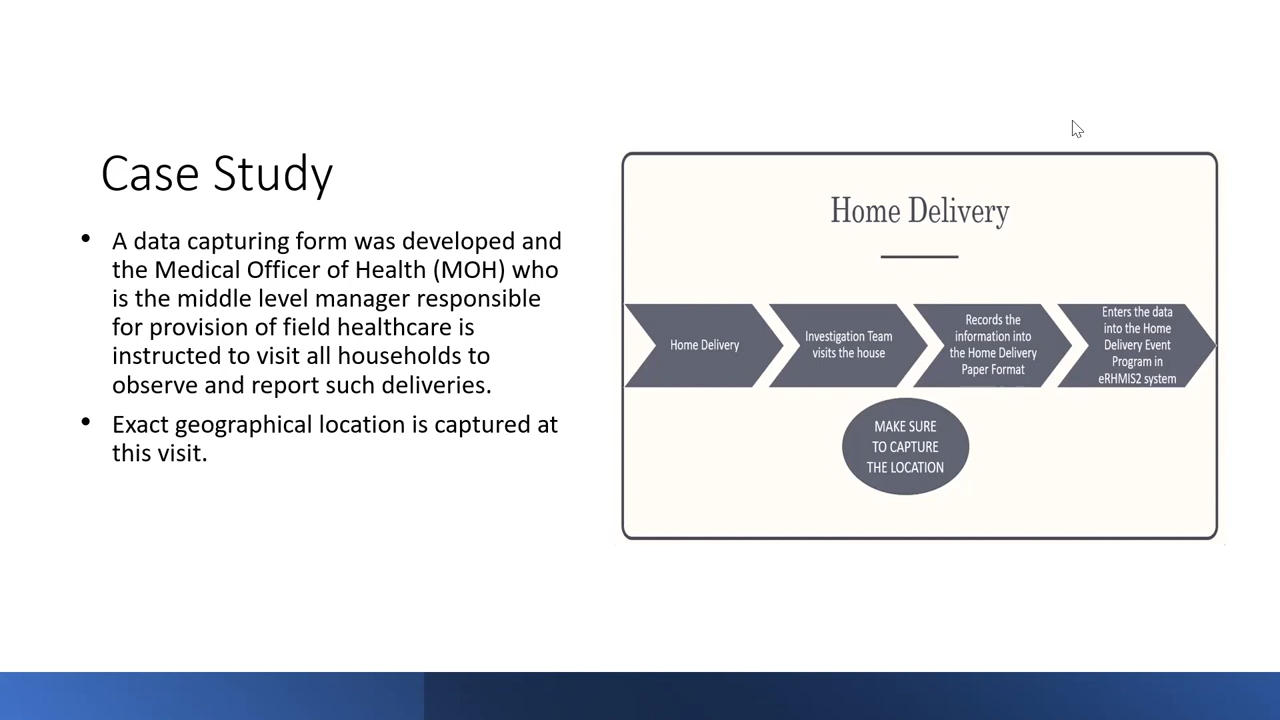 Case Study
• A data capturing form was developed and
the Medical Officer of Health (MOH) who
is the middle level manager responsible
for provision of field healthcare is
instructed to visit all households to
observe and report such deliveries.
• Exact geographical location is captured at
this visit.
Home Delivery
Home Delivery
Investigation Team
visits the house
Records the
information into
the Home Delivery
Paper Format
Enters the data
into the Home
Delivery Event
Program in
eRHMIS2 system
MAKE SURE
TO CAPTURE
THE LOCATION